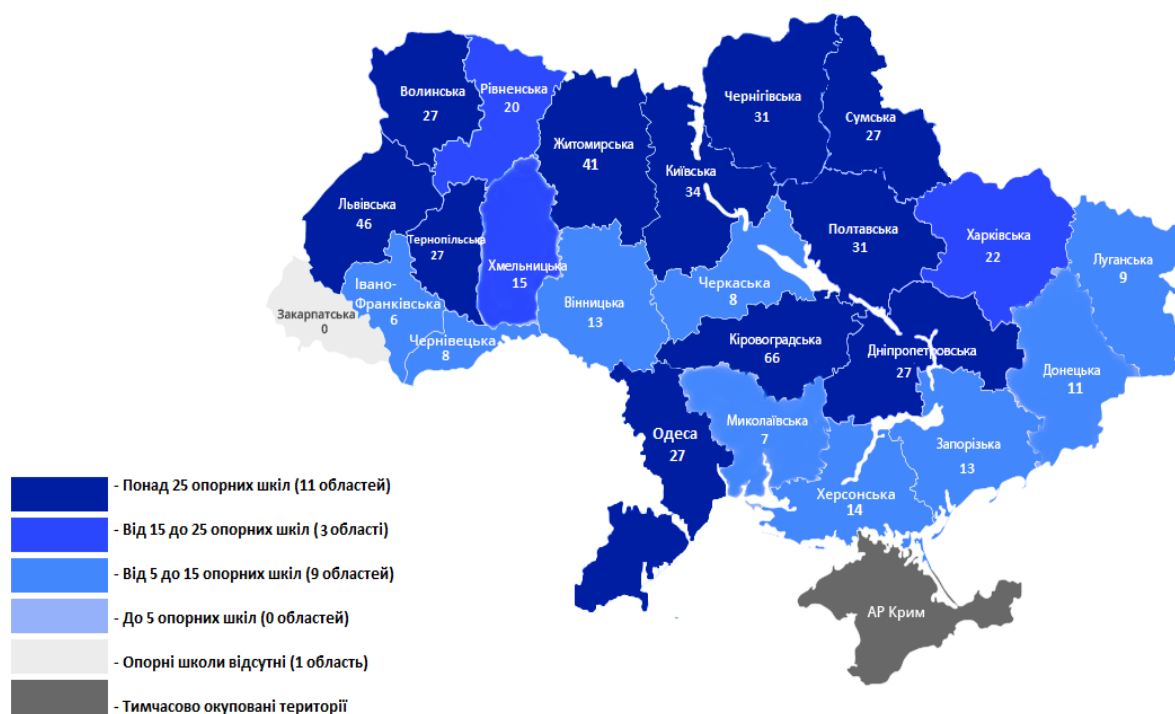 Волинська
27
Рівненська
20
Житомирська
41
Київська
34
Чернігівська
31
Сумська
27
Львівська
46
Тернопільська
27
Хмельницька
15
Полтавська
31
Харківська
22
Луганська
9
Закарпатська
0
Івано-
Франківська
6
Чернівецька
8
Вінницька
13
Черкаська
8
Кіровоградська
66
Дніпропетровська
27
Донецька
11
Одеса
27
Миколаївська
7
Запорізька
13
Херсонська
14
АР Крим
- Понад 25 опорних шкіл (11 областей)
- Від 15 до 25 опорних шкіл (3 області)
- Від 5 до 15 опорних шкіл (9 областей)
- До 5 опорних шкіл (0 областей)
- Опорні школи відсутні (1 область)
- Тимчасово окуповані території